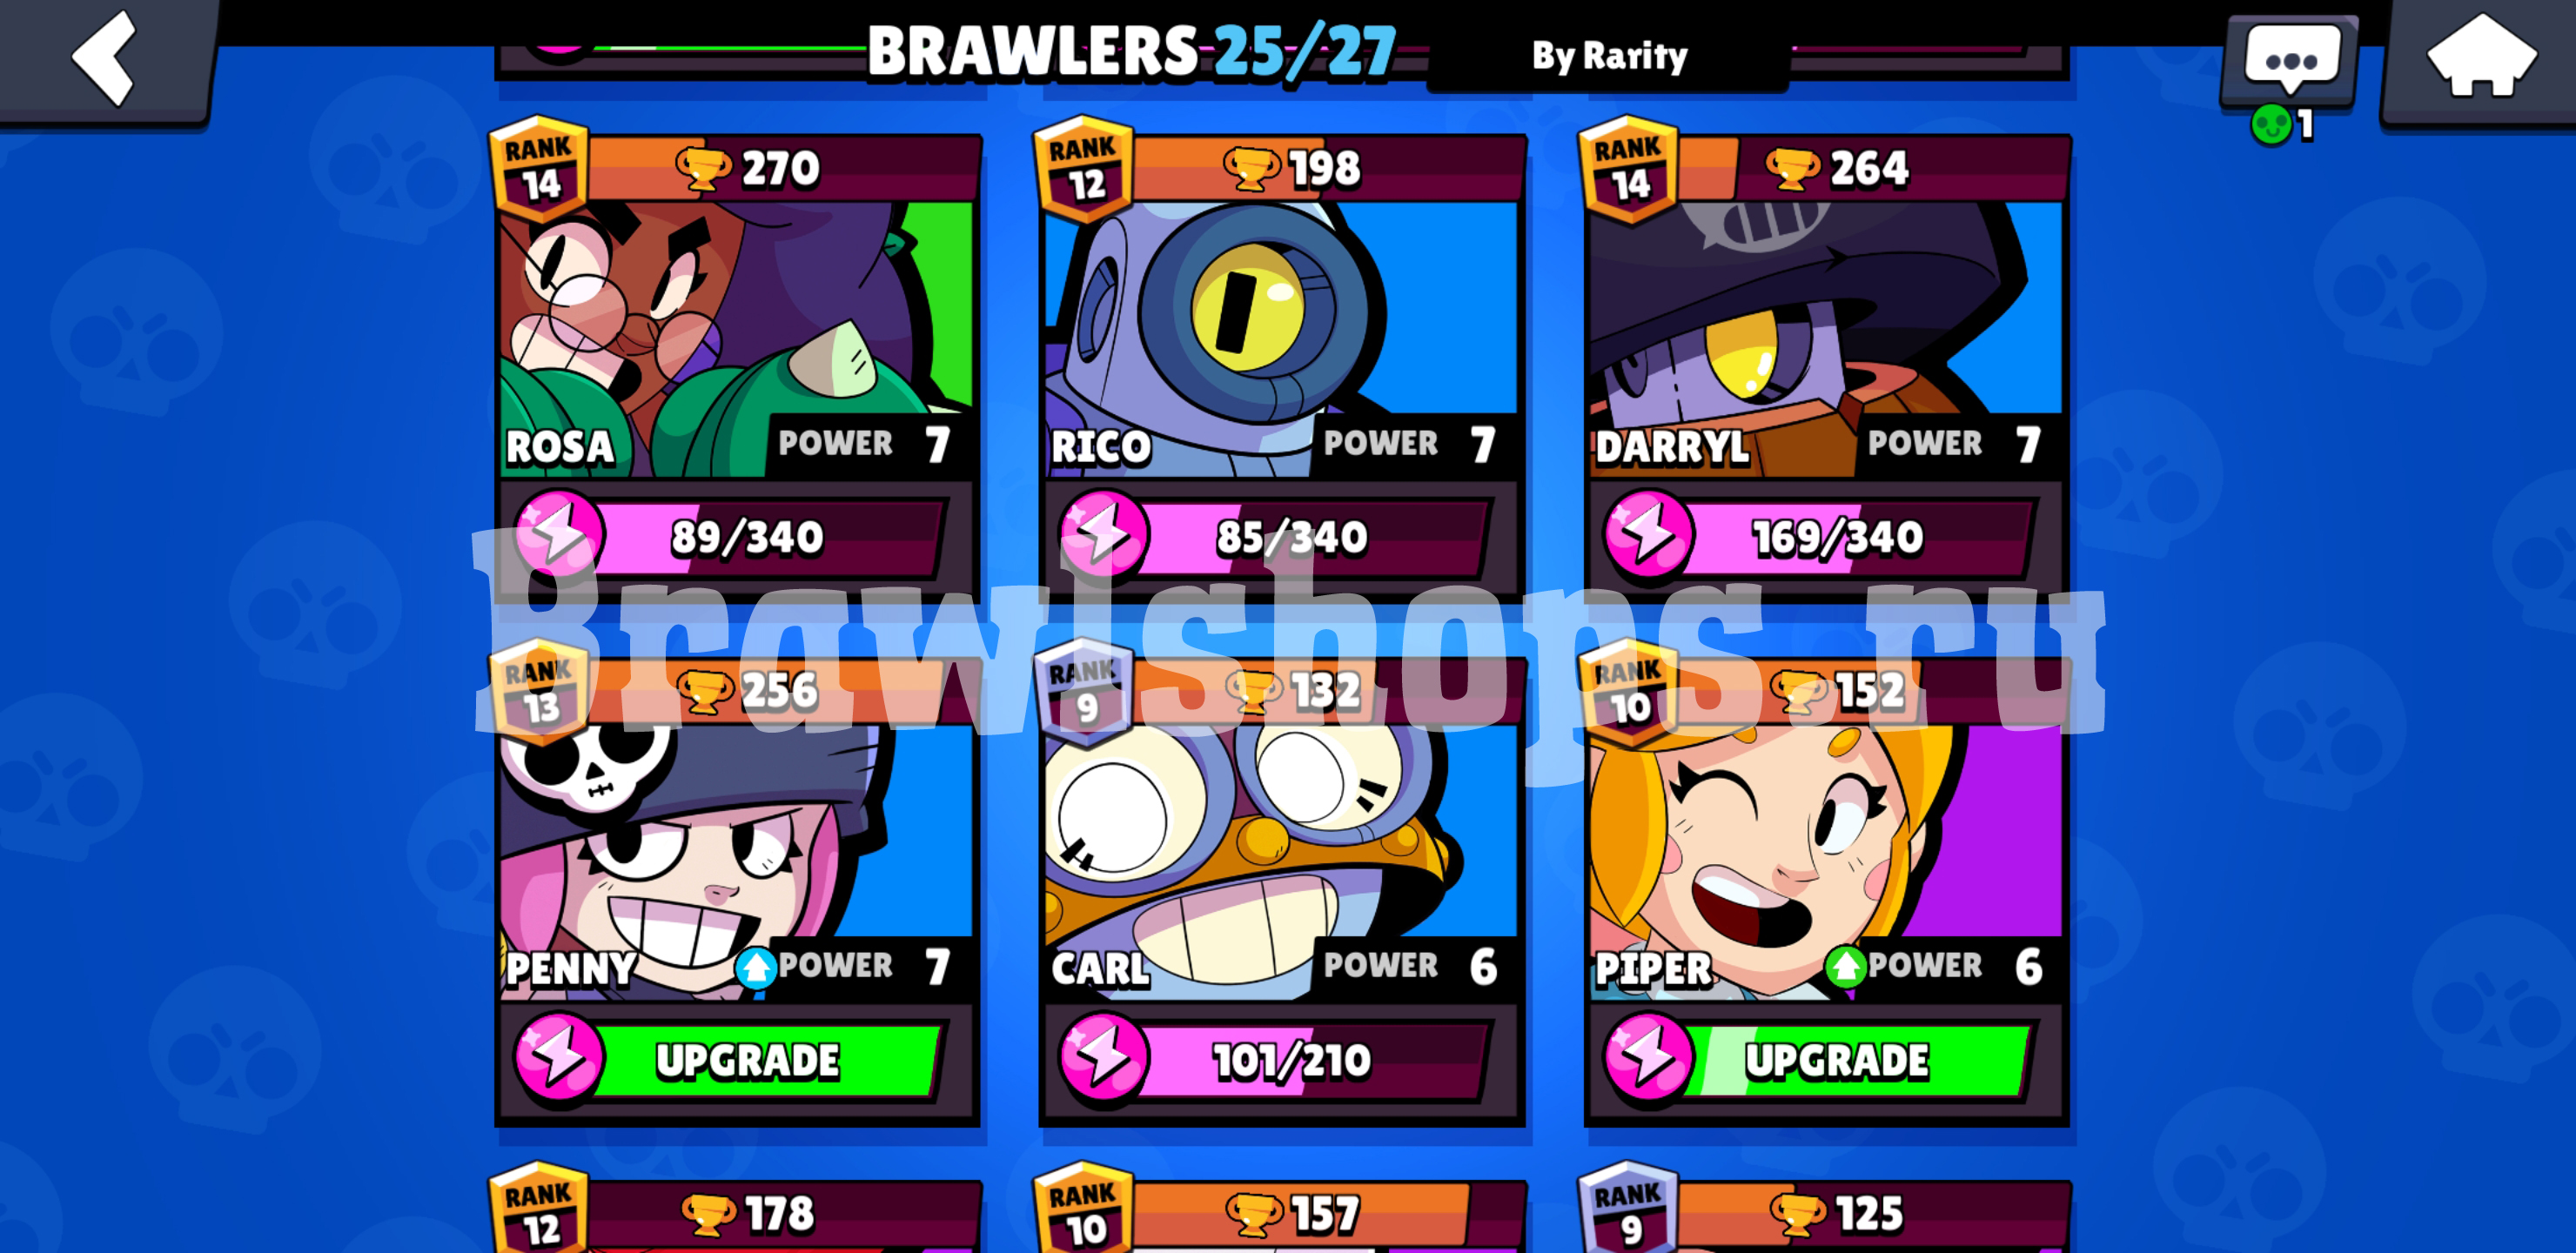 BRAWLERS 25/27
By Rarity
1
RANK 14 270
RANK 12 198
RANK 14 264
ROSA POWER 7
RICO POWER 7
DARRYL POWER 7
89/340
85/340
169/340
Brawlshops.ru
RANK 13 256
RANK 9 132
RANK 10 152
PENNY POWER 7
CARL POWER 6
PIPER POWER 6
UPGRADE
101/210
UPGRADE
RANK 12 178
RANK 10 157
RANK 9 125